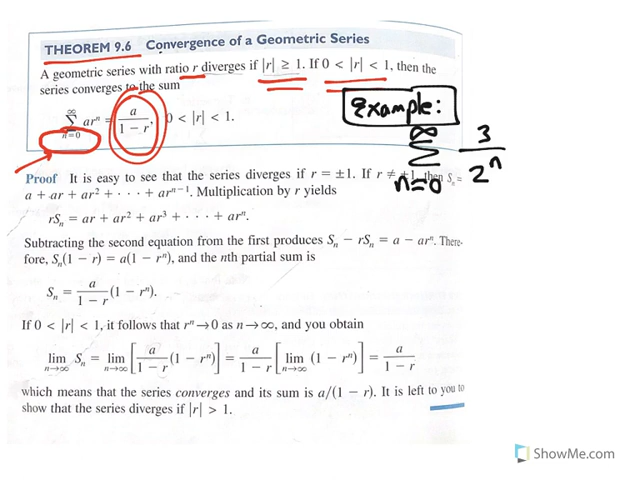 THEOREM 9.6 Convergence of a Geometric Series
A geometric series with ratio r diverges if |r| ≥ 1. If 0 < |r| < 1, then the
series converges to the sum
∞
Σ arⁿ = a/(1 − r), 0 < |r| < 1.
n=0
Example:
∞
Σ 3/2ⁿ
n=0
Proof It is easy to see that the series diverges if r = ±1. If r ≠ ±1, then Sₙ =
a + ar + ar² + · · · + arⁿ⁻¹. Multiplication by r yields
rSₙ = ar + ar² + ar³ + · · · + arⁿ.
Subtracting the second equation from the first produces Sₙ − rSₙ = a − arⁿ. There-
fore, Sₙ(1 − r) = a(1 − rⁿ), and the nth partial sum is
Sₙ = a/(1 − r) (1 − rⁿ).
If 0 < |r| < 1, it follows that rⁿ → 0 as n → ∞, and you obtain
lim n→∞ Sₙ = lim n→∞ [a/(1 − r) (1 − rⁿ)] = a/(1 − r) [lim n→∞ (1 − rⁿ)] = a/(1 − r)
which means that the series converges and its sum is a/(1 − r). It is left to you to
show that the series diverges if |r| > 1.
ShowMe.com